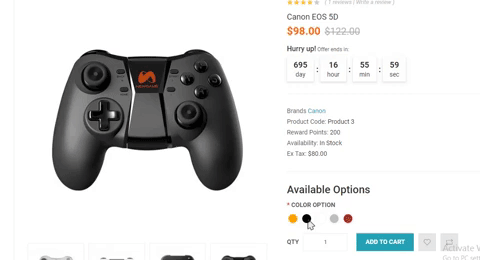 ( 1 reviews / Write a review )
Canon EOS 5D
$98.00 $122.00
Hurry up! Offer ends in:
695 : 16 : 55 : 59
day hour min sec
Brands Canon
Product Code: Product 3
Reward Points: 200
Availability: In Stock
Ex Tax: $80.00
Available Options
* COLOR OPTION
QTY 1 ADD TO CART
Activate
Go to PC